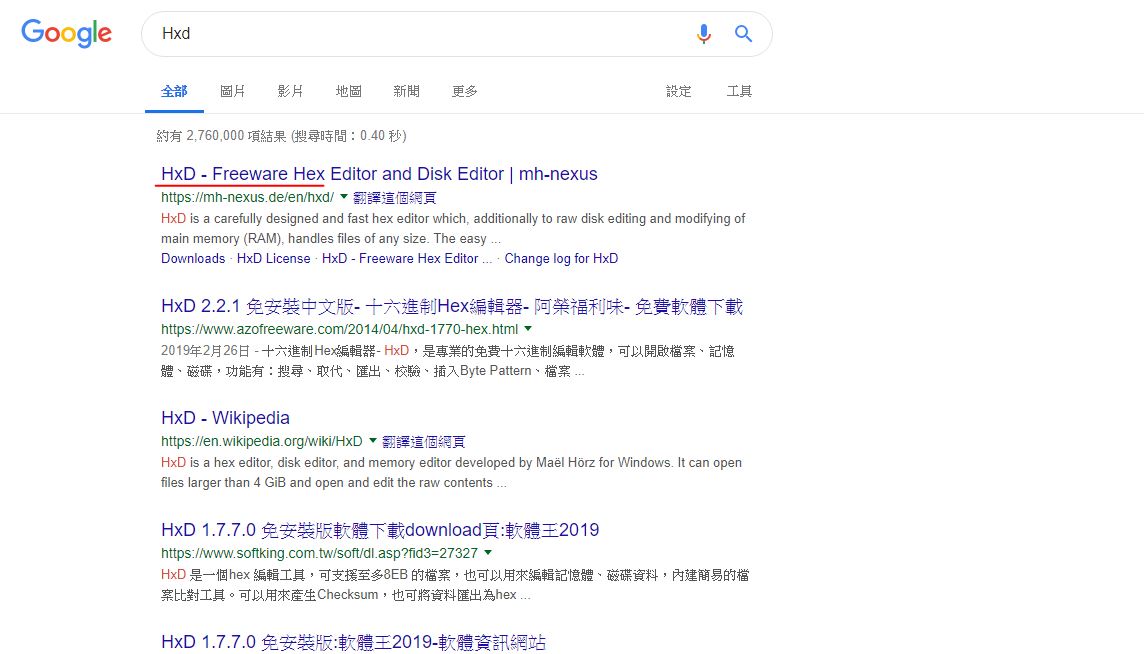 Google
Hxd
全部 圖片 影片 地圖 新聞 更多 設定 工具
約有 2,760,000 項結果 (搜尋時間：0.40 秒)
HxD - Freeware Hex Editor and Disk Editor | mh-nexus
https://mh-nexus.de/en/hxd/ ▼ 翻譯這個網頁
HxD is a carefully designed and fast hex editor which, additionally to raw disk editing and modifying of
main memory (RAM), handles files of any size. The easy ...
Downloads · HxD License · HxD - Freeware Hex Editor ... · Change log for HxD
HxD 2.2.1 免安裝中文版- 十六進制Hex編輯器- 阿榮福利味- 免費軟體下載
https://www.azofreeware.com/2014/04/hxd-1770-hex.html ▼
2019年2月26日 - 十六進制Hex編輯器- HxD，是專業的免費十六進制編輯軟體，可以開啟檔案、記憶
體、磁碟，功能有：搜尋、取代、匯出、校驗、插入Byte Pattern、檔案 ...
HxD - Wikipedia
https://en.wikipedia.org/wiki/HxD ▼ 翻譯這個網頁
HxD is a hex editor, disk editor, and memory editor developed by Maël Hörz for Windows. It can open
files larger than 4 GiB and open and edit the raw contents ...
HxD 1.7.7.0 免安裝版軟體下載download頁:軟體王2019
https://www.softking.com.tw/soft/dl.asp?fid3=27327 ▼
HxD 是一個hex 編輯工具，可支援至多8EB 的檔案，也可以用來編輯記憶體、磁碟資料，內建簡易的檔
案比對工具。可以用來產生Checksum，也可將資料匯出為hex ...
HxD 1.7.7.0 免安裝版:軟體王2019-軟體資訊網站